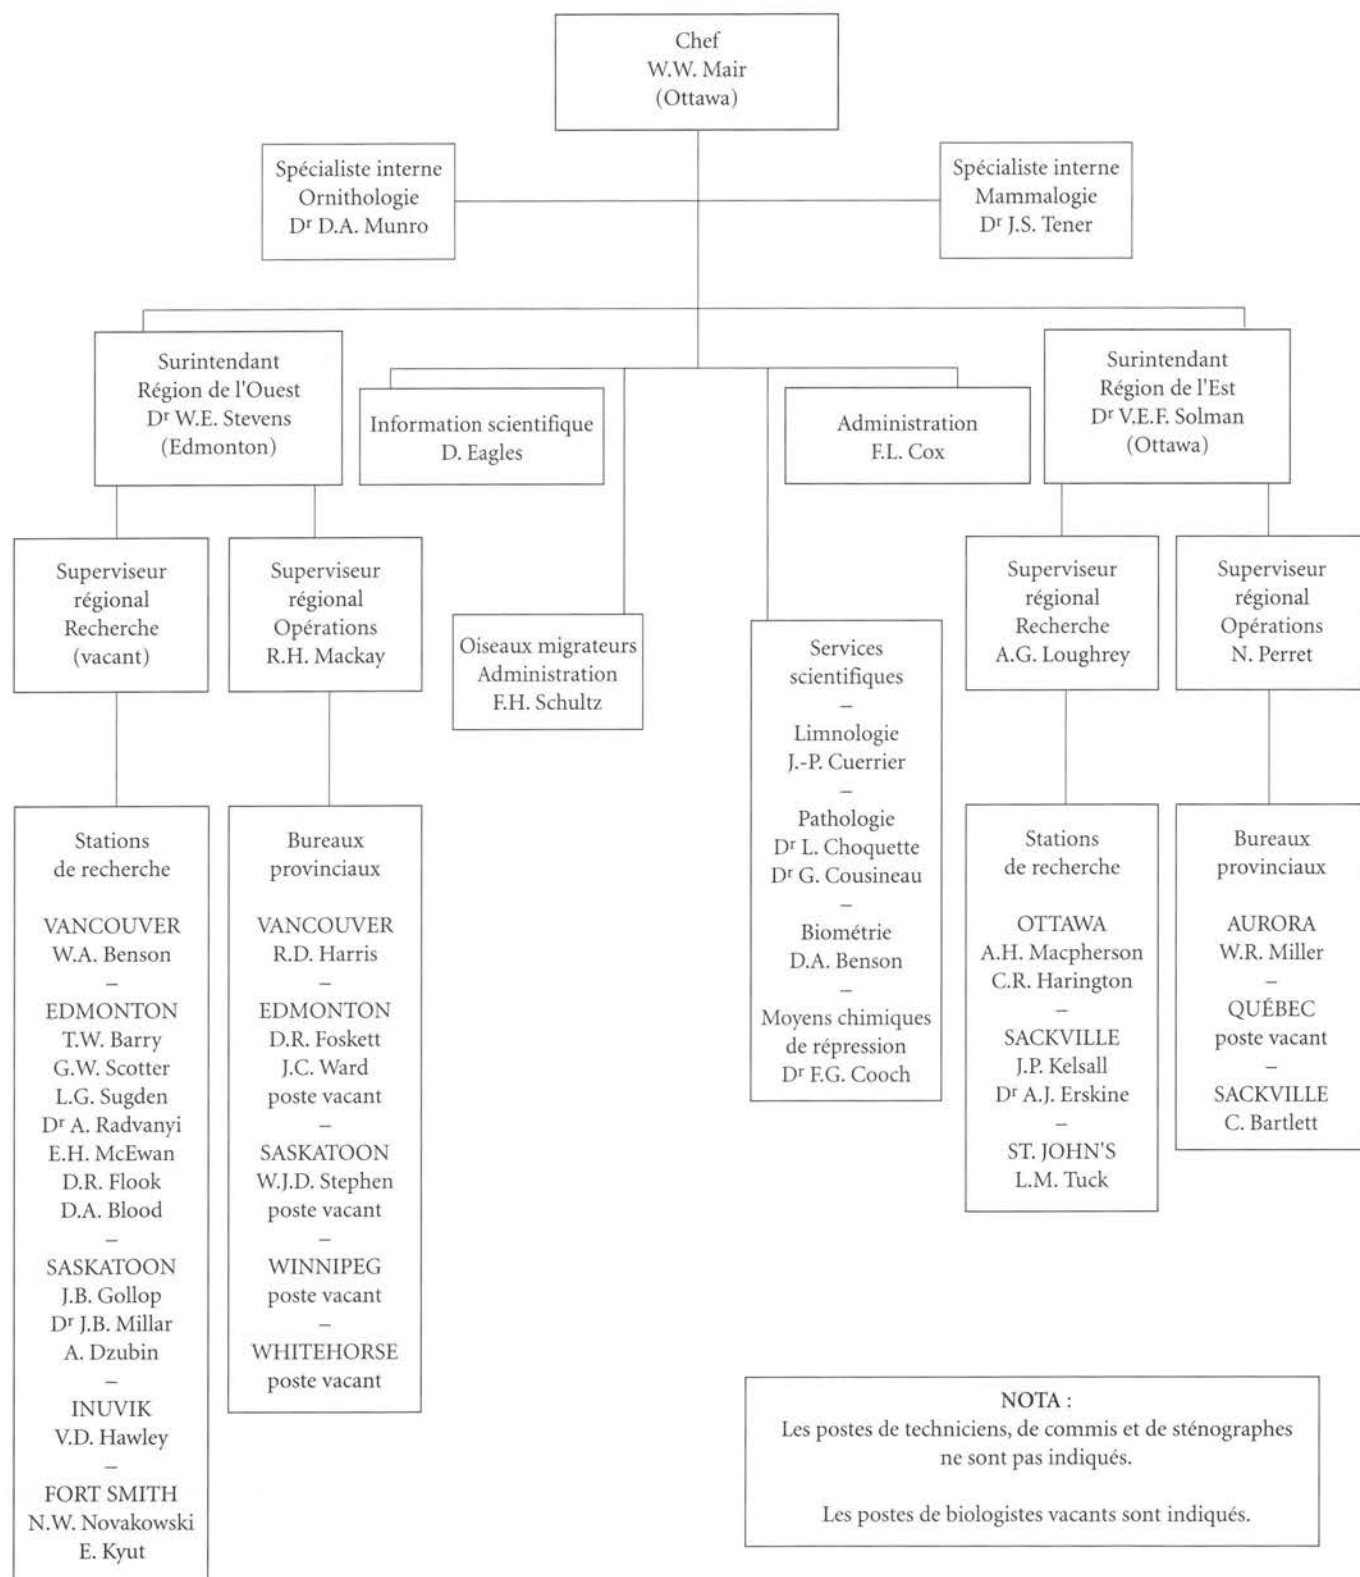 Chef
W.W. Mair
(Ottawa)
Spécialiste interne
Ornithologie
Dr D.A. Munro
Spécialiste interne
Mammalogie
Dr J.S. Tener
Surintendant
Région de l'Ouest
Dr W.E. Stevens
(Edmonton)
Information scientifique
D. Eagles
Administration
F.L. Cox
Surintendant
Région de l'Est
Dr V.E.F. Solman
(Ottawa)
Superviseur
régional
Recherche
(vacant)
Superviseur
régional
Opérations
R.H. Mackay
Oiseaux migrateurs
Administration
F.H. Schultz
Services
scientifiques
–
Limnologie
J.-P. Cuerrier
–
Pathologie
Dr L. Choquette
Dr G. Cousineau
–
Biométrie
D.A. Benson
–
Moyens chimiques
de répression
Dr F.G. Cooch
Superviseur
régional
Recherche
A.G. Loughrey
Superviseur
régional
Opérations
N. Perret
Stations
de recherche
VANCOUVER
W.A. Benson
–
EDMONTON
T.W. Barry
G.W. Scotter
L.G. Sugden
Dr A. Radvanyi
E.H. McEwan
D.R. Flook
D.A. Blood
–
SASKATOON
J.B. Gollop
Dr J.B. Millar
A. Dzubin
–
INUVIK
V.D. Hawley
–
FORT SMITH
N.W. Novakowski
E. Kyut
Bureaux
provinciaux
VANCOUVER
R.D. Harris
–
EDMONTON
D.R. Foskett
J.C. Ward
poste vacant
–
SASKATOON
W.J.D. Stephen
poste vacant
–
WINNIPEG
poste vacant
–
WHITEHORSE
poste vacant
Stations
de recherche
OTTAWA
A.H. Macpherson
C.R. Harington
–
SACKVILLE
J.P. Kelsall
Dr A.J. Erskine
–
ST. JOHN'S
L.M. Tuck
Bureaux
provinciaux
AURORA
W.R. Miller
–
QUÉBEC
poste vacant
–
SACKVILLE
C. Bartlett
NOTA :
Les postes de techniciens, de commis et de sténographes
ne sont pas indiqués.
Les postes de biologistes vacants sont indiqués.